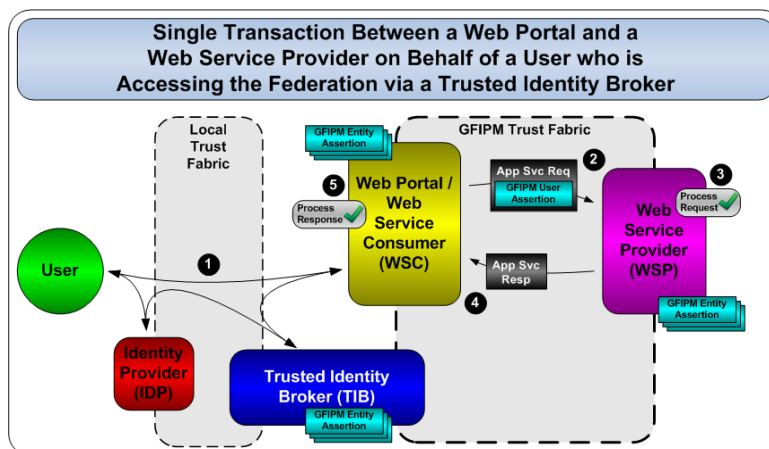 Single Transaction Between a Web Portal and a
Web Service Provider on Behalf of a User who is
Accessing the Federation via a Trusted Identity Broker
Local
Trust
Fabric
GFIPM Entity
Assertion
GFIPM Trust Fabric
5
Process
Response
Web Portal /
Web
Service
Consumer
(WSC)
2
App Svc Req
GFIPM User
Assertion
3
Process
Request
Web
Service
Provider
(WSP)
GFIPM Entity
Assertion
App Svc
Resp
4
User
1
Identity
Provider
(IDP)
Trusted Identity
Broker (TIB)
GFIPM Entity
Assertion